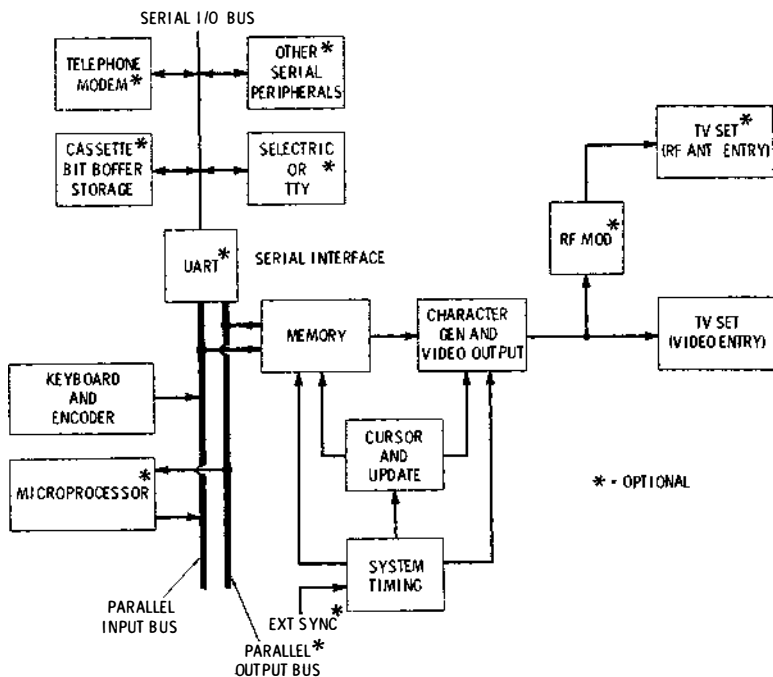 SERIAL I/O BUS
TELEPHONE
MODEM *
OTHER *
SERIAL
PERIPHERALS
CASSETTE *
BIT BOFFER
STORAGE
SELECTRIC
OR
TTY *
TV SET *
(RF ANT ENTRY)
RF MOD *
UART *
SERIAL INTERFACE
MEMORY
CHARACTER
GEN AND
VIDEO OUTPUT
TV SET
(VIDEO ENTRY)
KEYBOARD
AND
ENCODER
CURSOR
AND
UPDATE
MICROPROCESSOR *
* = OPTIONAL
SYSTEM
TIMING
PARALLEL
INPUT BUS
EXT SYNC *
PARALLEL *
OUTPUT BUS